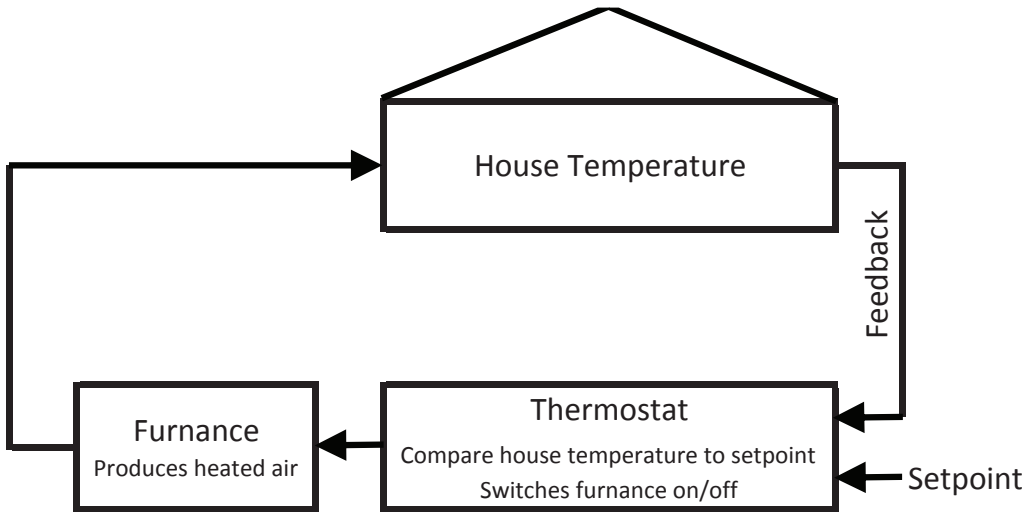 House Temperature
Feedback
Furnance
Produces heated air
Thermostat
Compare house temperature to setpoint
Switches furnance on/off
Setpoint